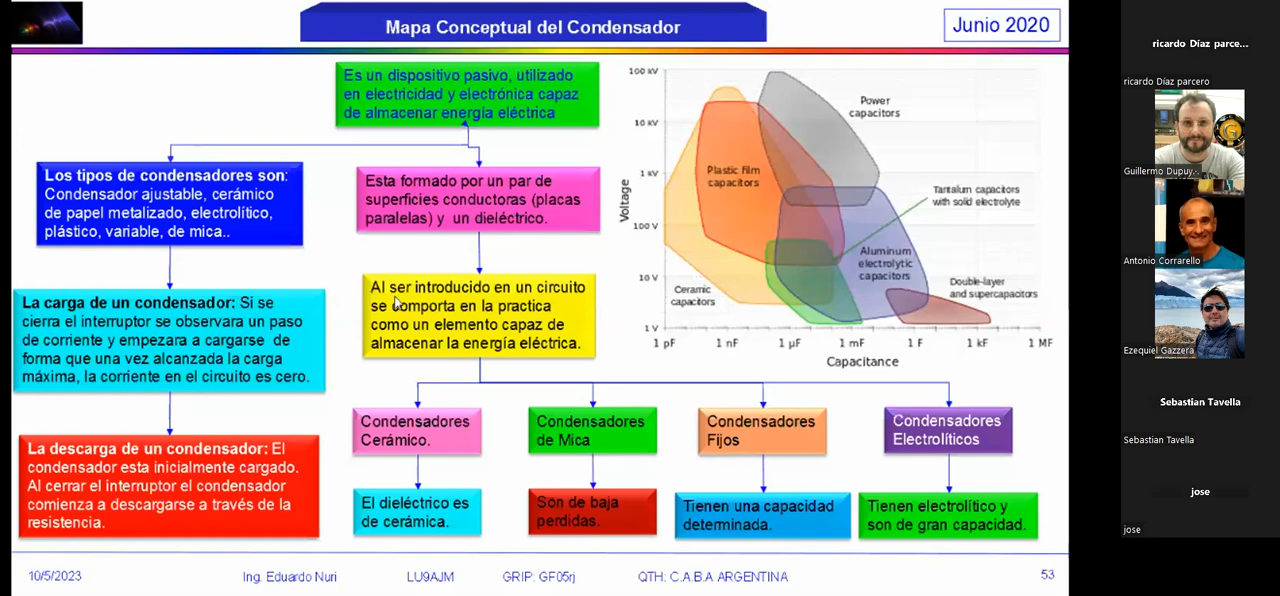 Mapa Conceptual del Condensador
Junio 2020
Es un dispositivo pasivo, utilizado
en electricidad y electrónica capaz
de almacenar energía eléctrica
Los tipos de condensadores son:
Condensador ajustable, cerámico
de papel metalizado, electrolítico,
plástico, variable, de mica..
Esta formado por un par de
superficies conductoras (placas
paralelas) y un dieléctrico.
La carga de un condensador: Si se
cierra el interruptor se observara un paso
de corriente y empezara a cargarse de
forma que una vez alcanzada la carga
máxima, la corriente en el circuito es cero.
Al ser introducido en un circuito
se comporta en la practica
como un elemento capaz de
almacenar la energía eléctrica.
La descarga de un condensador: El
condensador esta inicialmente cargado.
Al cerrar el interruptor el condensador
comienza a descargarse a través de la
resistencia.
Condensadores
Cerámico.
Condensadores
de Mica
Condensadores
Fijos
Condensadores
Electrolíticos
El dieléctrico es
de cerámica.
Son de baja
perdidas.
Tienen una capacidad
determinada.
Tienen electrolítico y
son de gran capacidad.
Voltage
100 kV
10 kV
1 kV
100 V
10 V
1 V
Power
capacitors
Plastic film
capacitors
Tantalum capacitors
with solid electrolyte
Aluminum
electrolytic
capacitors
Ceramic
capacitors
Double-layer
and supercapacitors
1 pF
1 nF
1 µF
1 mF
1 F
1 kF
1 MF
Capacitance
10/5/2023
Ing. Eduardo Nuri
LU9AJM
GRIP: GF05rj
QTH: C.A.B.A ARGENTINA
53
ricardo Díaz parce...
ricardo Díaz parcero
Guillermo Dupuy...
Antonio Corrarello
Ezequiel Gazzera
Sebastian Tavella
Sebastian Tavella
jose
jose